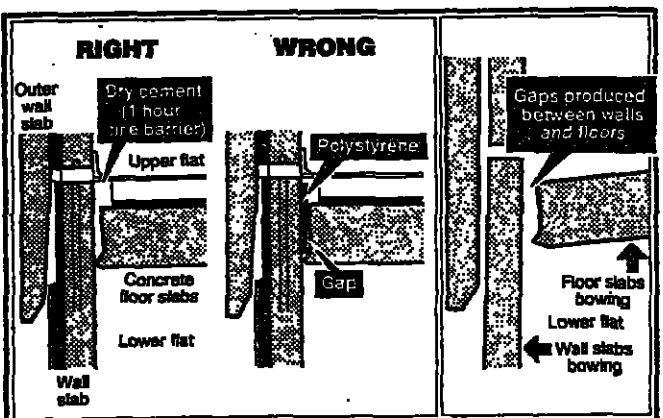 RIGHT
WRONG
Outer
wall
slab
Dry cement
(1 hour
fire barrier)
Upper flat
Concrete
floor slabs
Lower flat
Wall
slab
Polystyrene
Gap
Gaps produced
between walls
and floors
Floor slabs
bowing
Lower flat
Wall slabs
bowing